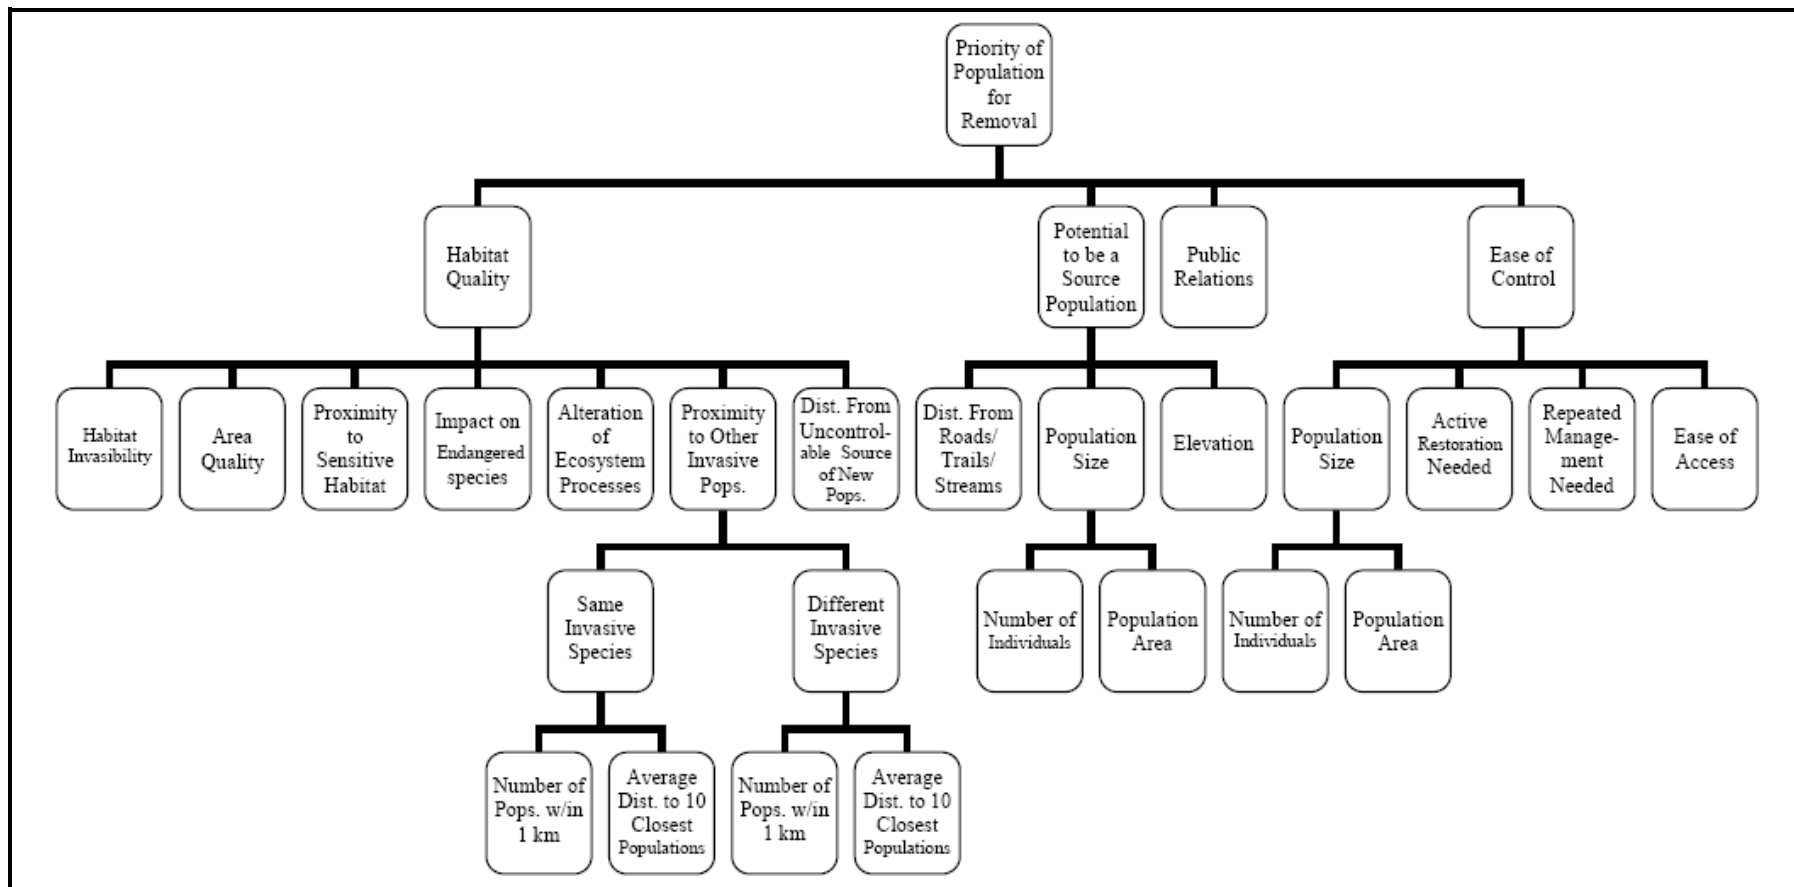 Priority of
Population
for
Removal
Habitat
Quality
Potential
to be a
Source
Population
Public
Relations
Ease of
Control
Habitat
Invasibility
Area
Quality
Proximity
to
Sensitive
Habitat
Impact on
Endangered
species
Alteration
of
Ecosystem
Processes
Proximity
to Other
Invasive
Pops.
Dist. From
Uncontrol-
able Source
of New
Pops.
Dist. From
Roads/
Trails/
Streams
Population
Size
Elevation
Population
Size
Active
Restoration
Needed
Repeated
Manage-
ment
Needed
Ease of
Access
Same
Invasive
Species
Different
Invasive
Species
Number of
Individuals
Population
Area
Number of
Individuals
Population
Area
Number of
Pops. w/in
1 km
Average
Dist. to 10
Closest
Populations
Number of
Pops. w/in
1 km
Average
Dist. to 10
Closest
Populations